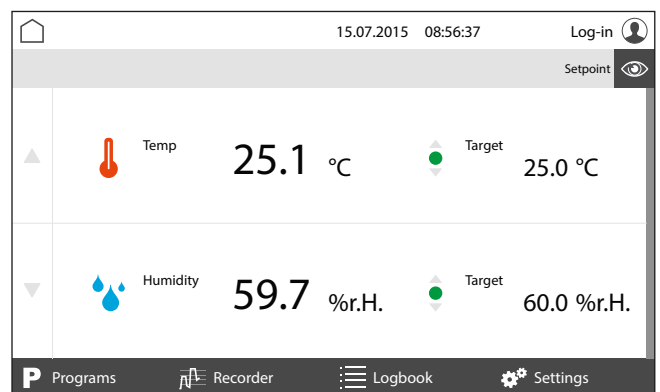 15.07.2015 08:56:37 Log-in
Setpoint
Temp 25.1 °C Target 25.0 °C
Humidity 59.7 %r.H. Target 60.0 %r.H.
P Programs Recorder Logbook Settings